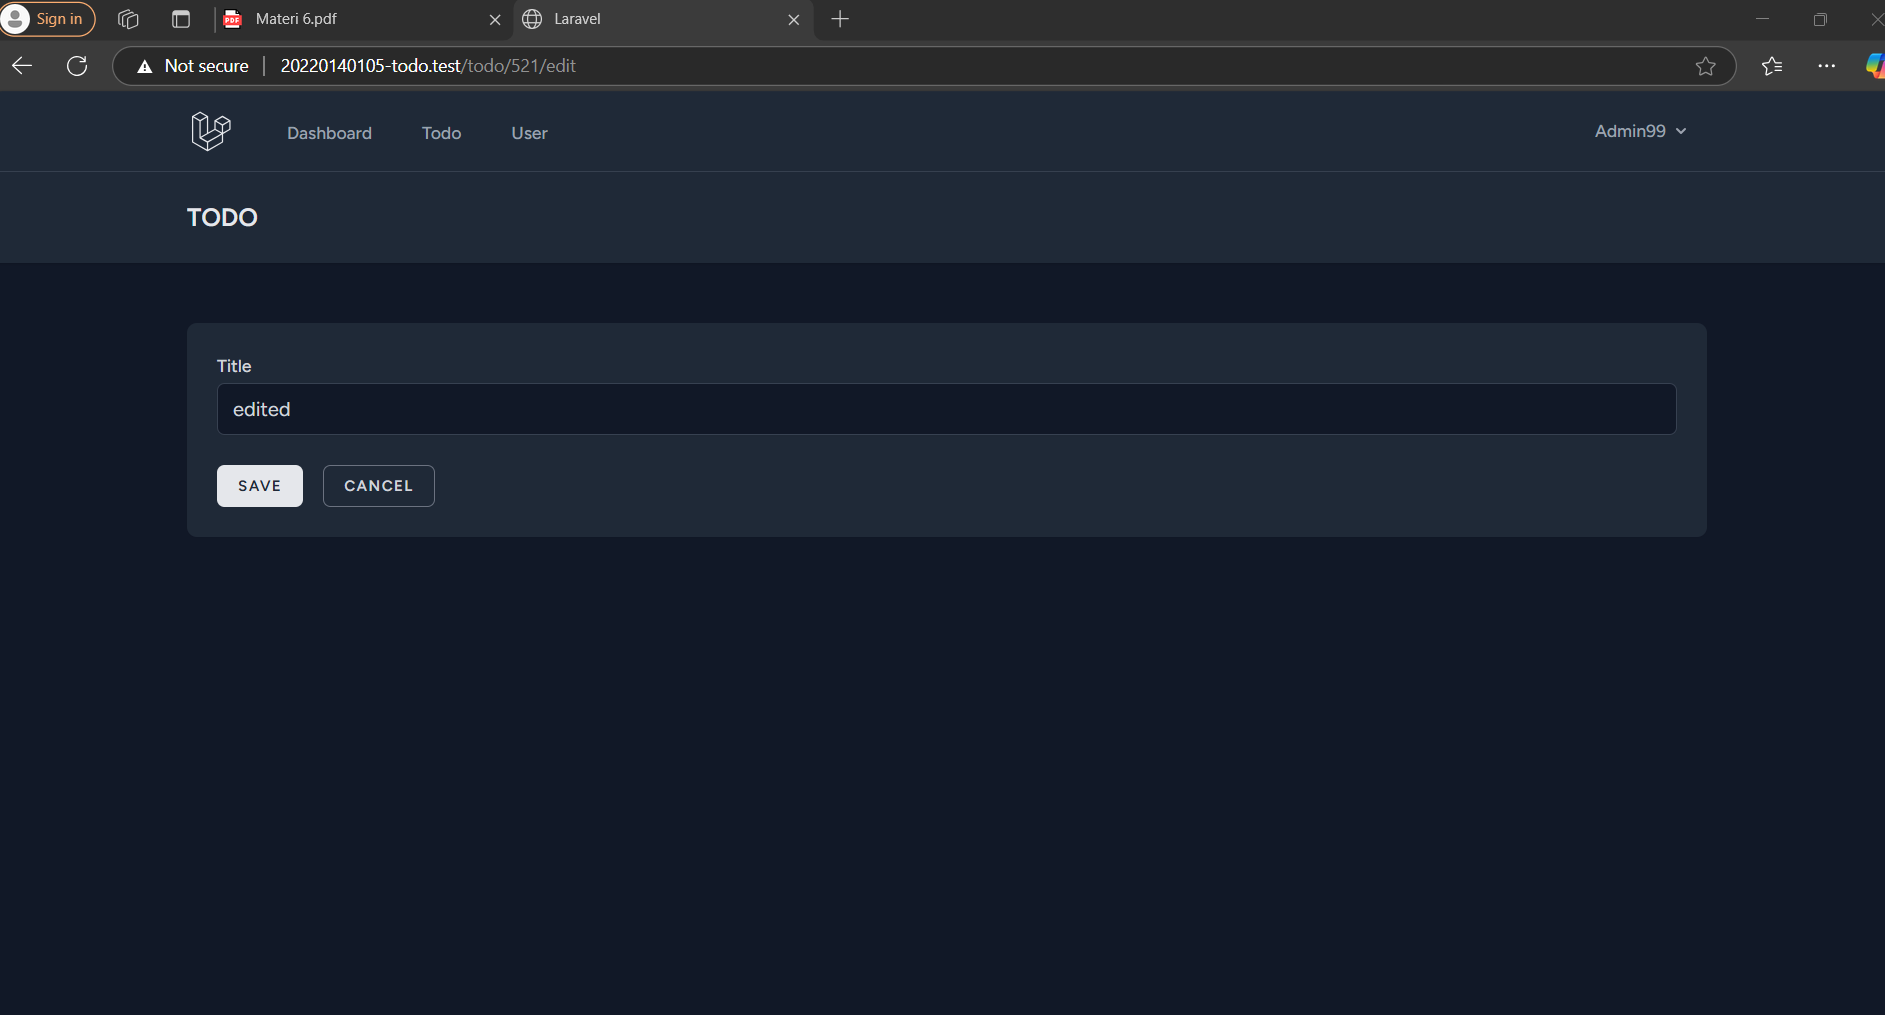 Sign in
Materi 6.pdf
Laravel
Not secure
20220140105-todo.test/todo/521/edit
Dashboard
Todo
User
Admin99
TODO
Title
edited
SAVE
CANCEL